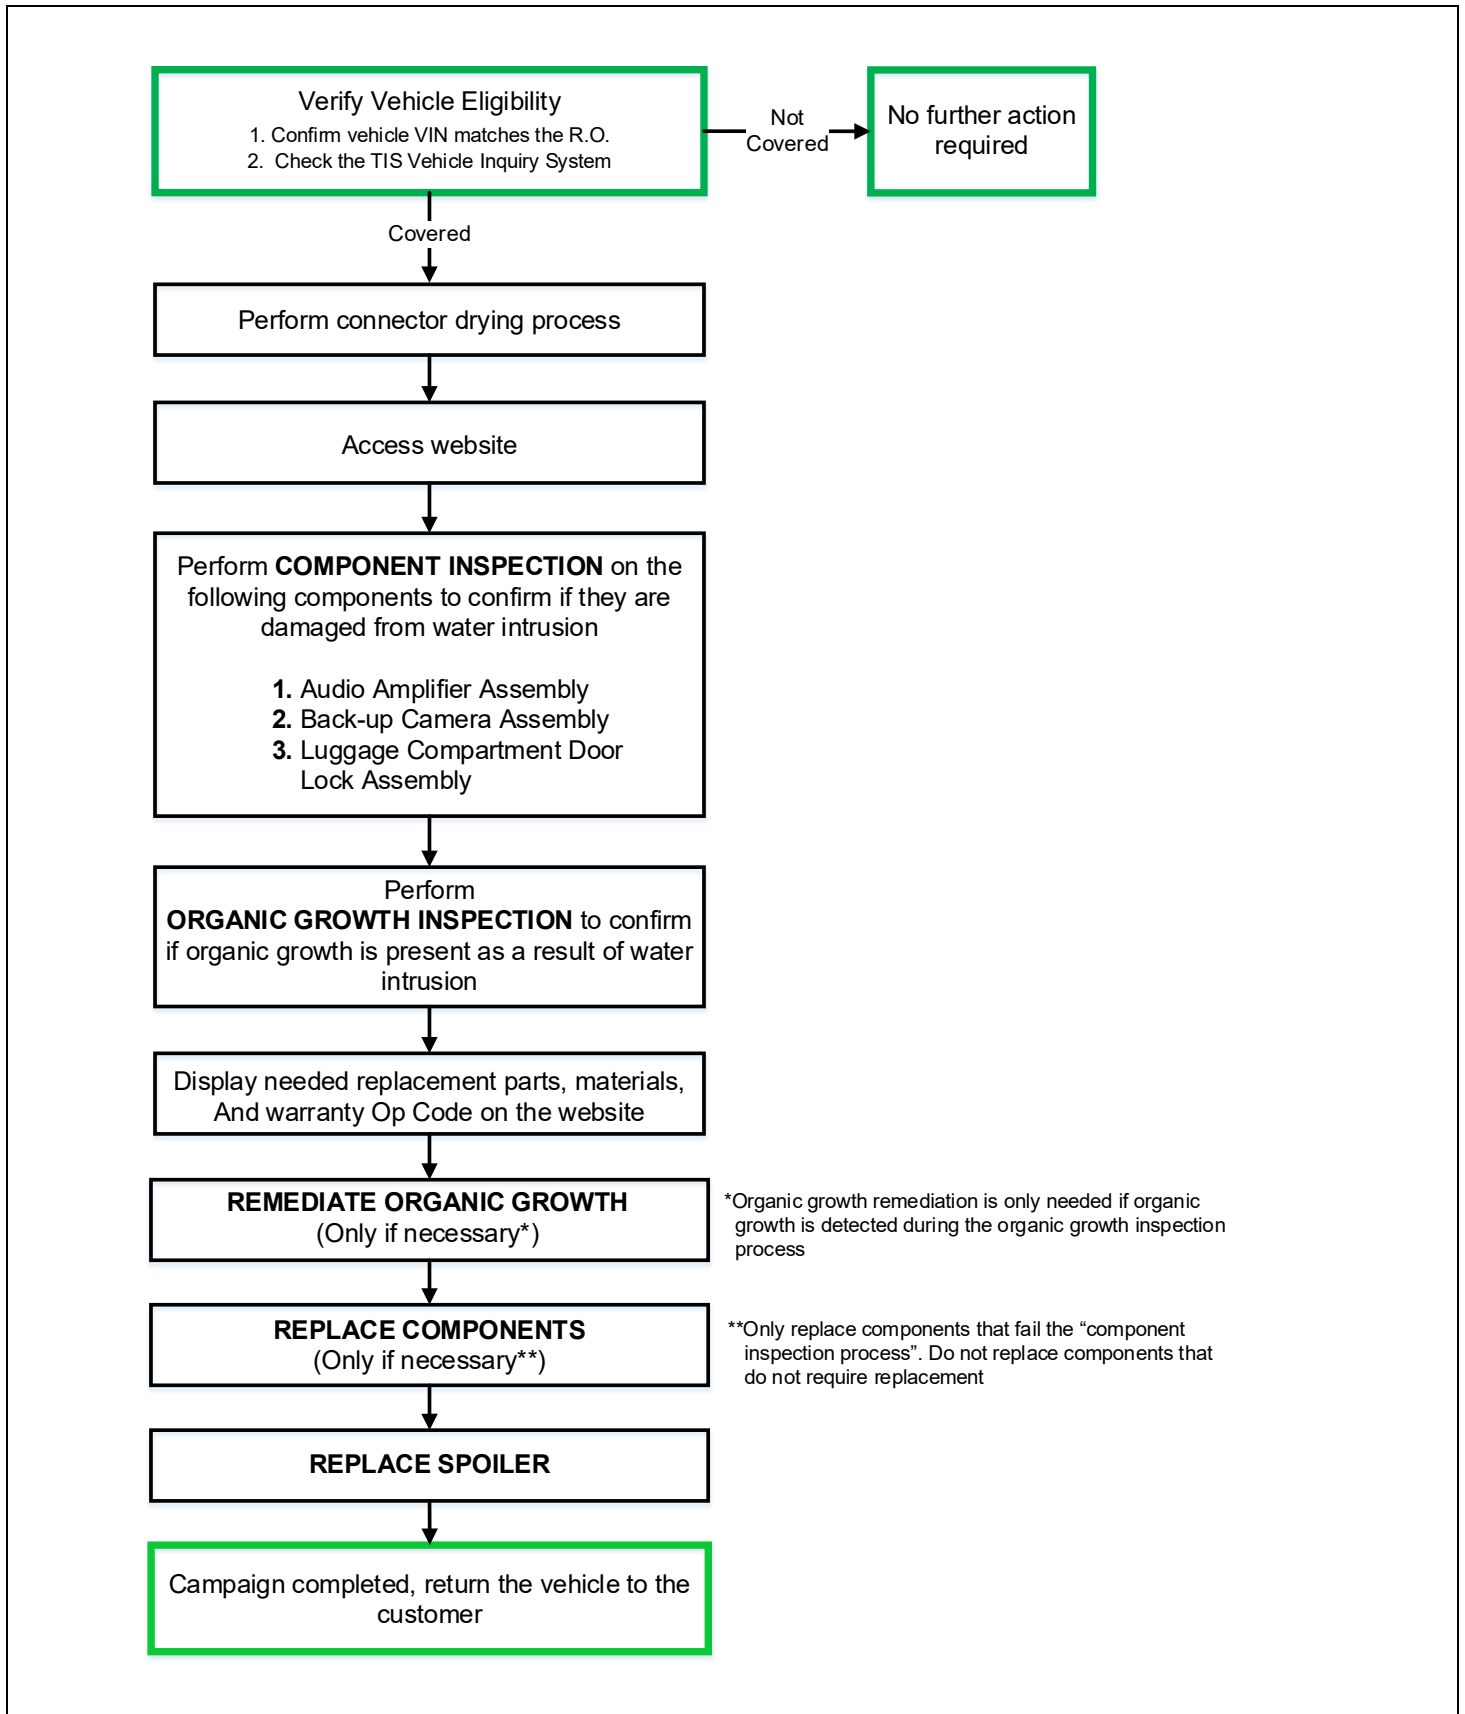 Verify Vehicle Eligibility
1. Confirm vehicle VIN matches the R.O.
2. Check the TIS Vehicle Inquiry System
Not
Covered
No further action
required
Covered
Perform connector drying process
Access website
Perform COMPONENT INSPECTION on the
following components to confirm if they are
damaged from water intrusion
1. Audio Amplifier Assembly
2. Back-up Camera Assembly
3. Luggage Compartment Door
Lock Assembly
Perform
ORGANIC GROWTH INSPECTION to confirm
if organic growth is present as a result of water
intrusion
Display needed replacement parts, materials,
And warranty Op Code on the website
REMEDIATE ORGANIC GROWTH
(Only if necessary*)
*Organic growth remediation is only needed if organic
growth is detected during the organic growth inspection
process
REPLACE COMPONENTS
(Only if necessary**)
**Only replace components that fail the “component
inspection process”. Do not replace components that
do not require replacement
REPLACE SPOILER
Campaign completed, return the vehicle to the
customer